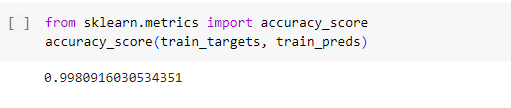 [ ] from sklearn.metrics import accuracy_score
accuracy_score(train_targets, train_preds)
0.9980916030534351